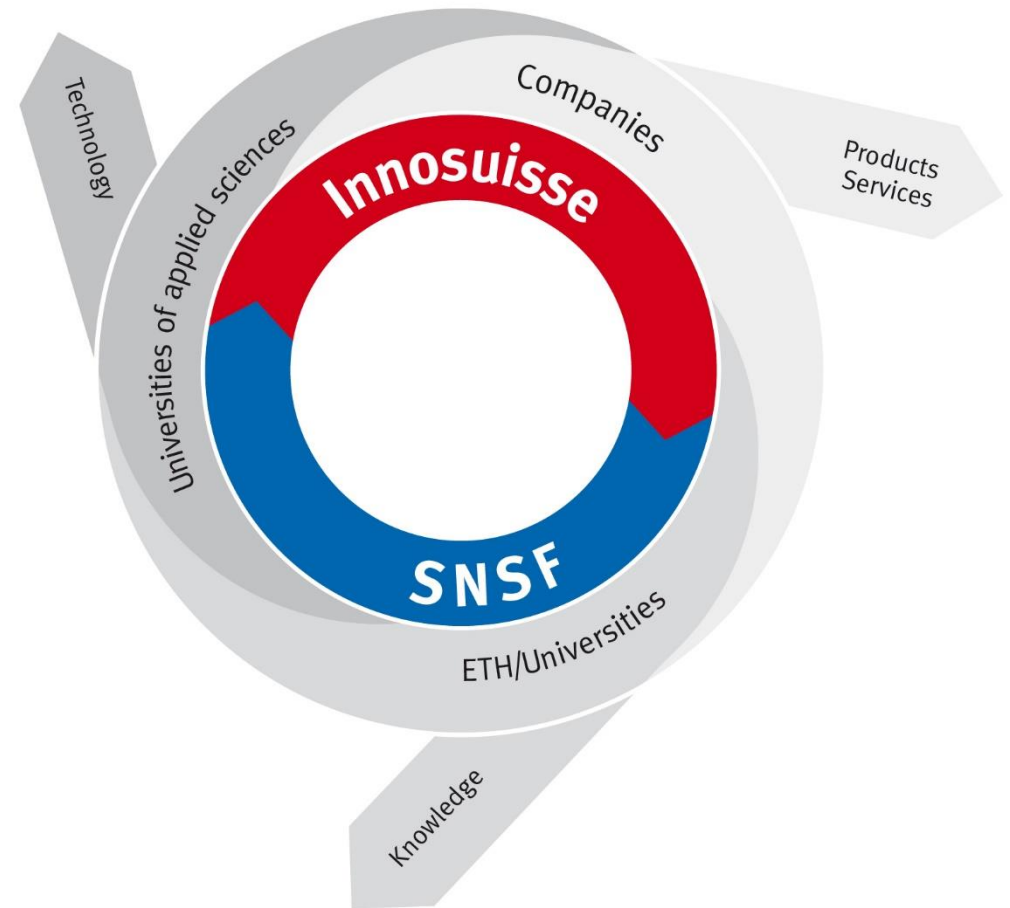 Technology
Universities of applied sciences
Companies
Products
Services
Innosuisse
SNSF
ETH/Universities
Knowledge